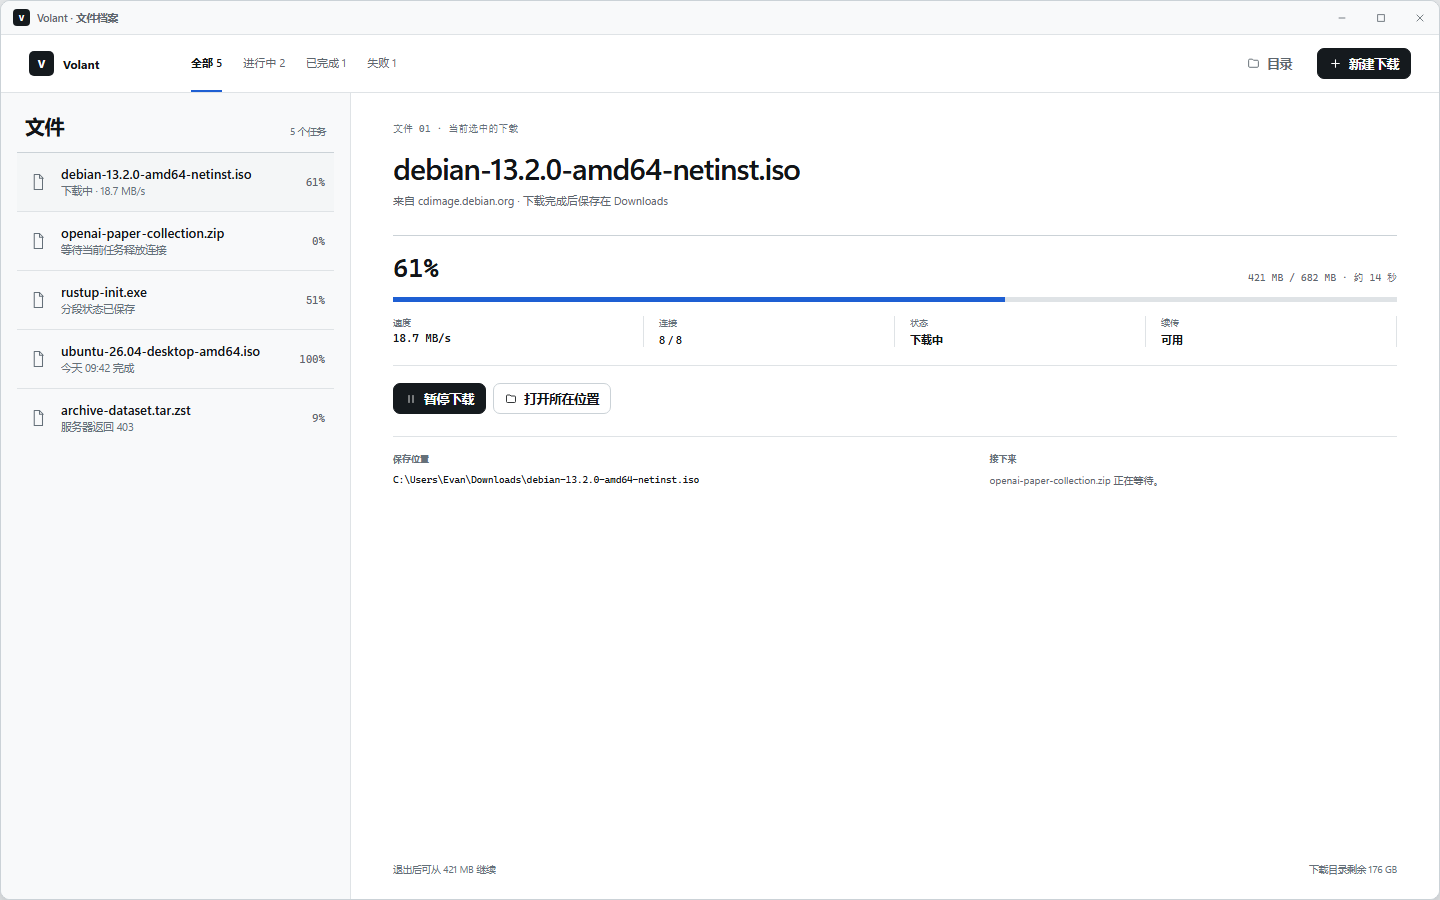 V Volant · 文件档案
V Volant
全部 5 进行中 2 已完成 1 失败 1
目录
+ 新建下载
文件
5 个任务
debian-13.2.0-amd64-netinst.iso
下载中 · 18.7 MB/s
61%
openai-paper-collection.zip
等待当前任务释放连接
0%
rustup-init.exe
分段状态已保存
51%
ubuntu-26.04-desktop-amd64.iso
今天 09:42 完成
100%
archive-dataset.tar.zst
服务器返回 403
9%
文件 01 · 当前选中的下载
debian-13.2.0-amd64-netinst.iso
来自 cdimage.debian.org · 下载完成后保存在 Downloads
61%
421 MB / 682 MB · 约 14 秒
速度
18.7 MB/s
连接
8 / 8
状态
下载中
续传
可用
暂停下载
打开所在位置
保存位置
C:\Users\Evan\Downloads\debian-13.2.0-amd64-netinst.iso
接下来
openai-paper-collection.zip 正在等待。
退出后可从 421 MB 继续
下载目录剩余 176 GB